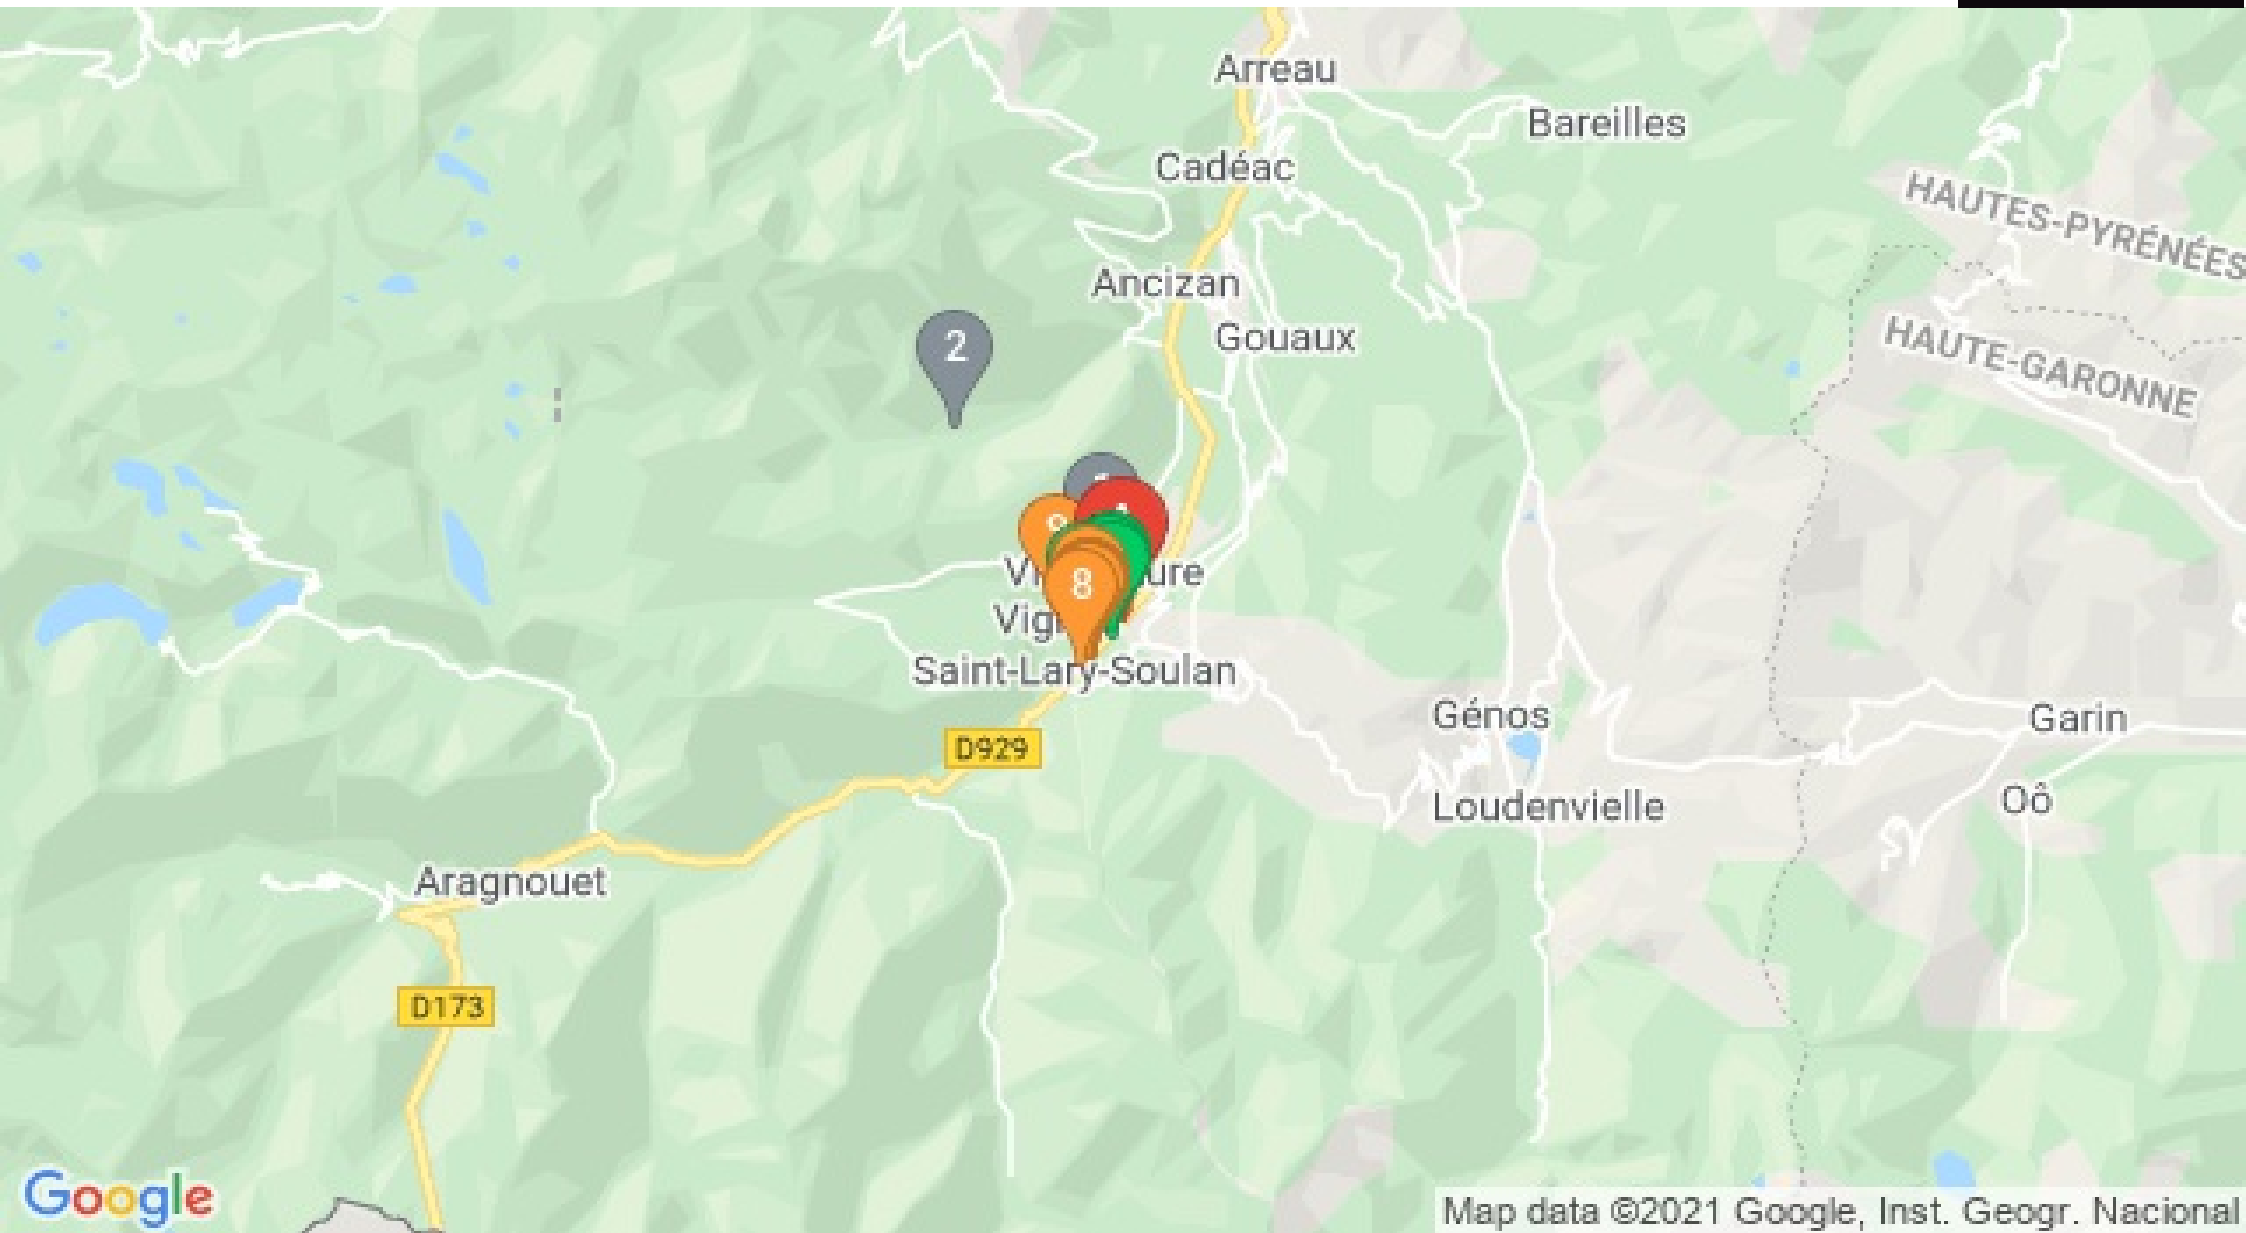 Arreau
Bareilles
Cadéac
HAUTES-PYRÉNÉES
Ancizan
Gouaux
HAUTE-GARONNE
2
8
Saint-Lary-Soulan
Génos
Garin
D929
Loudenvielle
Oô
Aragnouet
D173
Google
Map data ©2021 Google, Inst. Geogr. Nacional